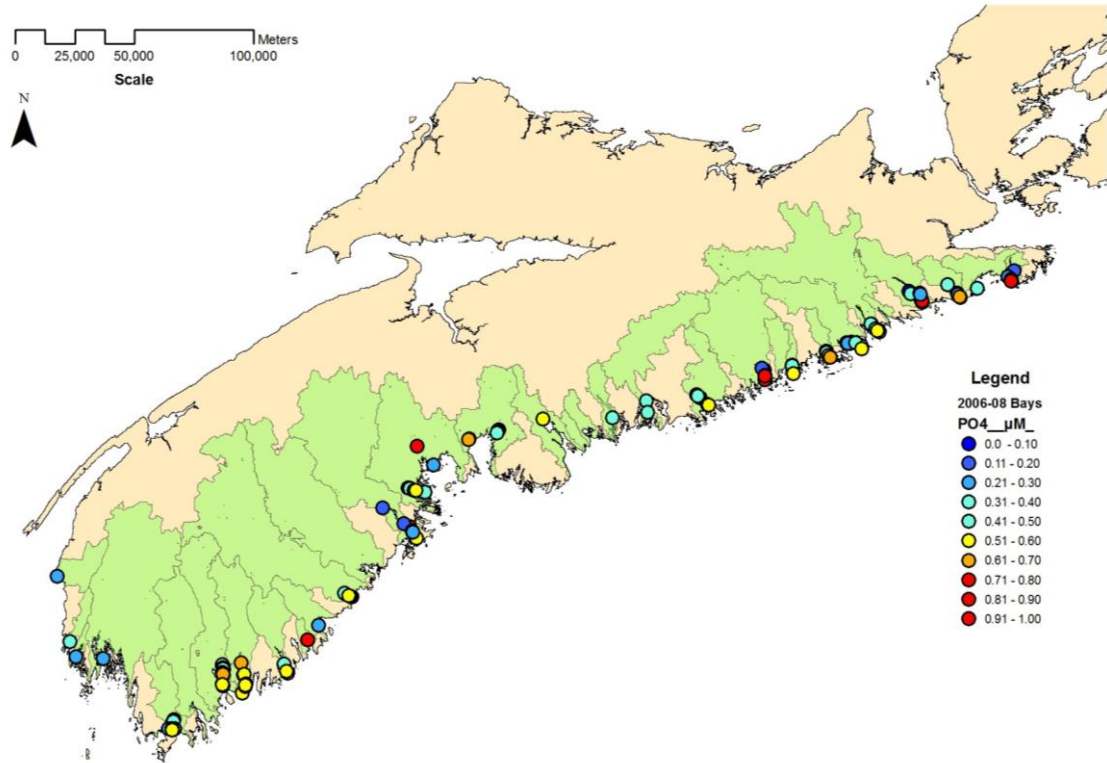 Meters
0 25,000 50,000 100,000
Scale
N
Legend
2006-08 Bays
PO4__µM_
0.0 - 0.10
0.11 - 0.20
0.21 - 0.30
0.31 - 0.40
0.41 - 0.50
0.51 - 0.60
0.61 - 0.70
0.71 - 0.80
0.81 - 0.90
0.91 - 1.00